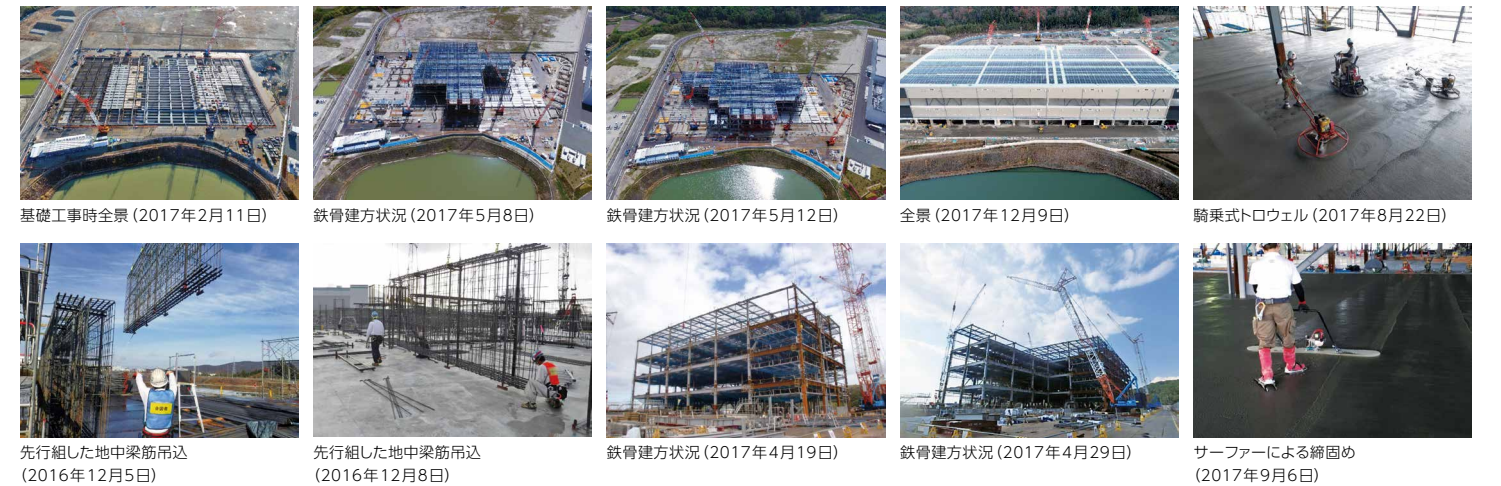 基礎工事時全景（2017年2月11日）
鉄骨建方状況（2017年5月8日）
鉄骨建方状況（2017年5月12日）
全景（2017年12月9日）
騎乗式トロウェル（2017年8月22日）
先行組した地中梁筋吊込
（2016年12月5日）
先行組した地中梁筋吊込
（2016年12月8日）
鉄骨建方状況（2017年4月19日）
鉄骨建方状況（2017年4月29日）
サーファーによる締固め
（2017年9月6日）